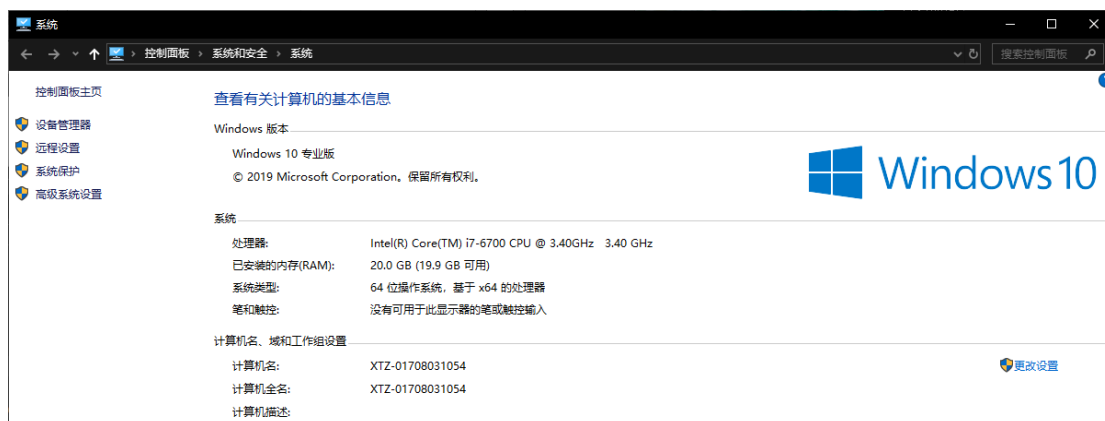 系统
控制面板 › 系统和安全 › 系统
搜索控制面板
控制面板主页
设备管理器
远程设置
系统保护
高级系统设置
查看有关计算机的基本信息
Windows 版本
Windows 10 专业版
© 2019 Microsoft Corporation。保留所有权利。
Windows 10
系统
处理器: Intel(R) Core(TM) i7-6700 CPU @ 3.40GHz 3.40 GHz
已安装的内存(RAM): 20.0 GB (19.9 GB 可用)
系统类型: 64 位操作系统, 基于 x64 的处理器
笔和触控: 没有可用于此显示器的笔或触控输入
计算机名、域和工作组设置
计算机名: XTZ-01708031054
更改设置
计算机全名: XTZ-01708031054
计算机描述: